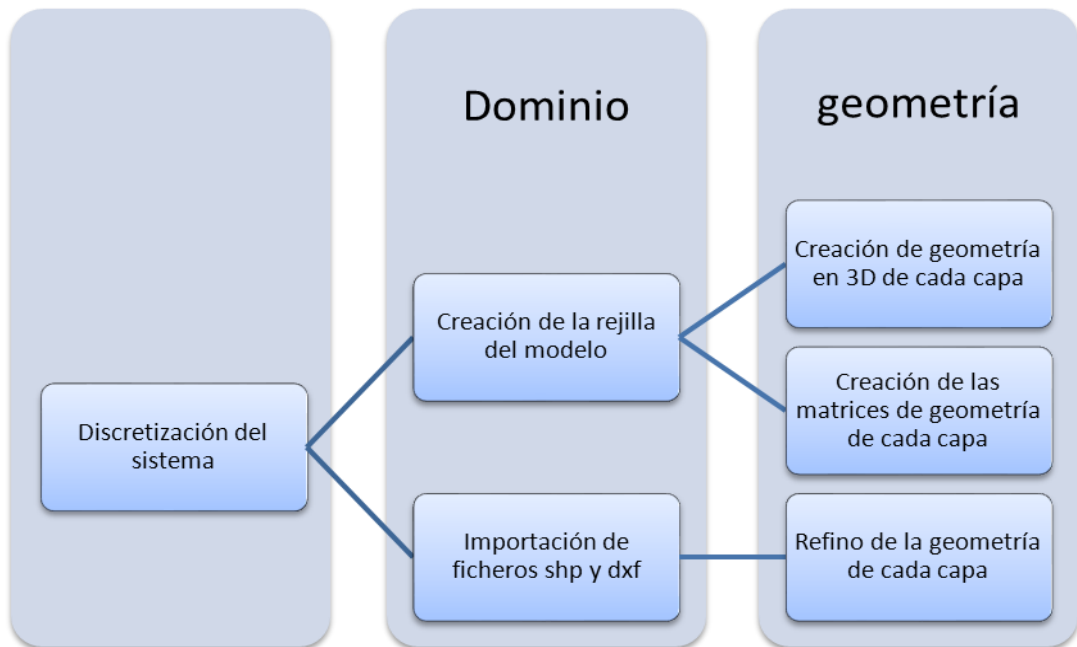 Dominio
geometría
Discretización del
sistema
Creación de la rejilla
del modelo
Importación de
ficheros shp y dxf
Creación de geometría
en 3D de cada capa
Creación de las
matrices de geometría
de cada capa
Refino de la geometría
de cada capa